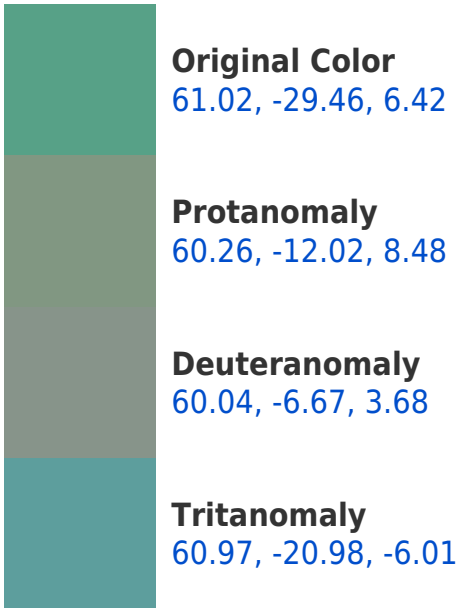 Original Color
61.02, -29.46, 6.42
Protanomaly
60.26, -12.02, 8.48
Deuteranomaly
60.04, -6.67, 3.68
Tritanomaly
60.97, -20.98, -6.01